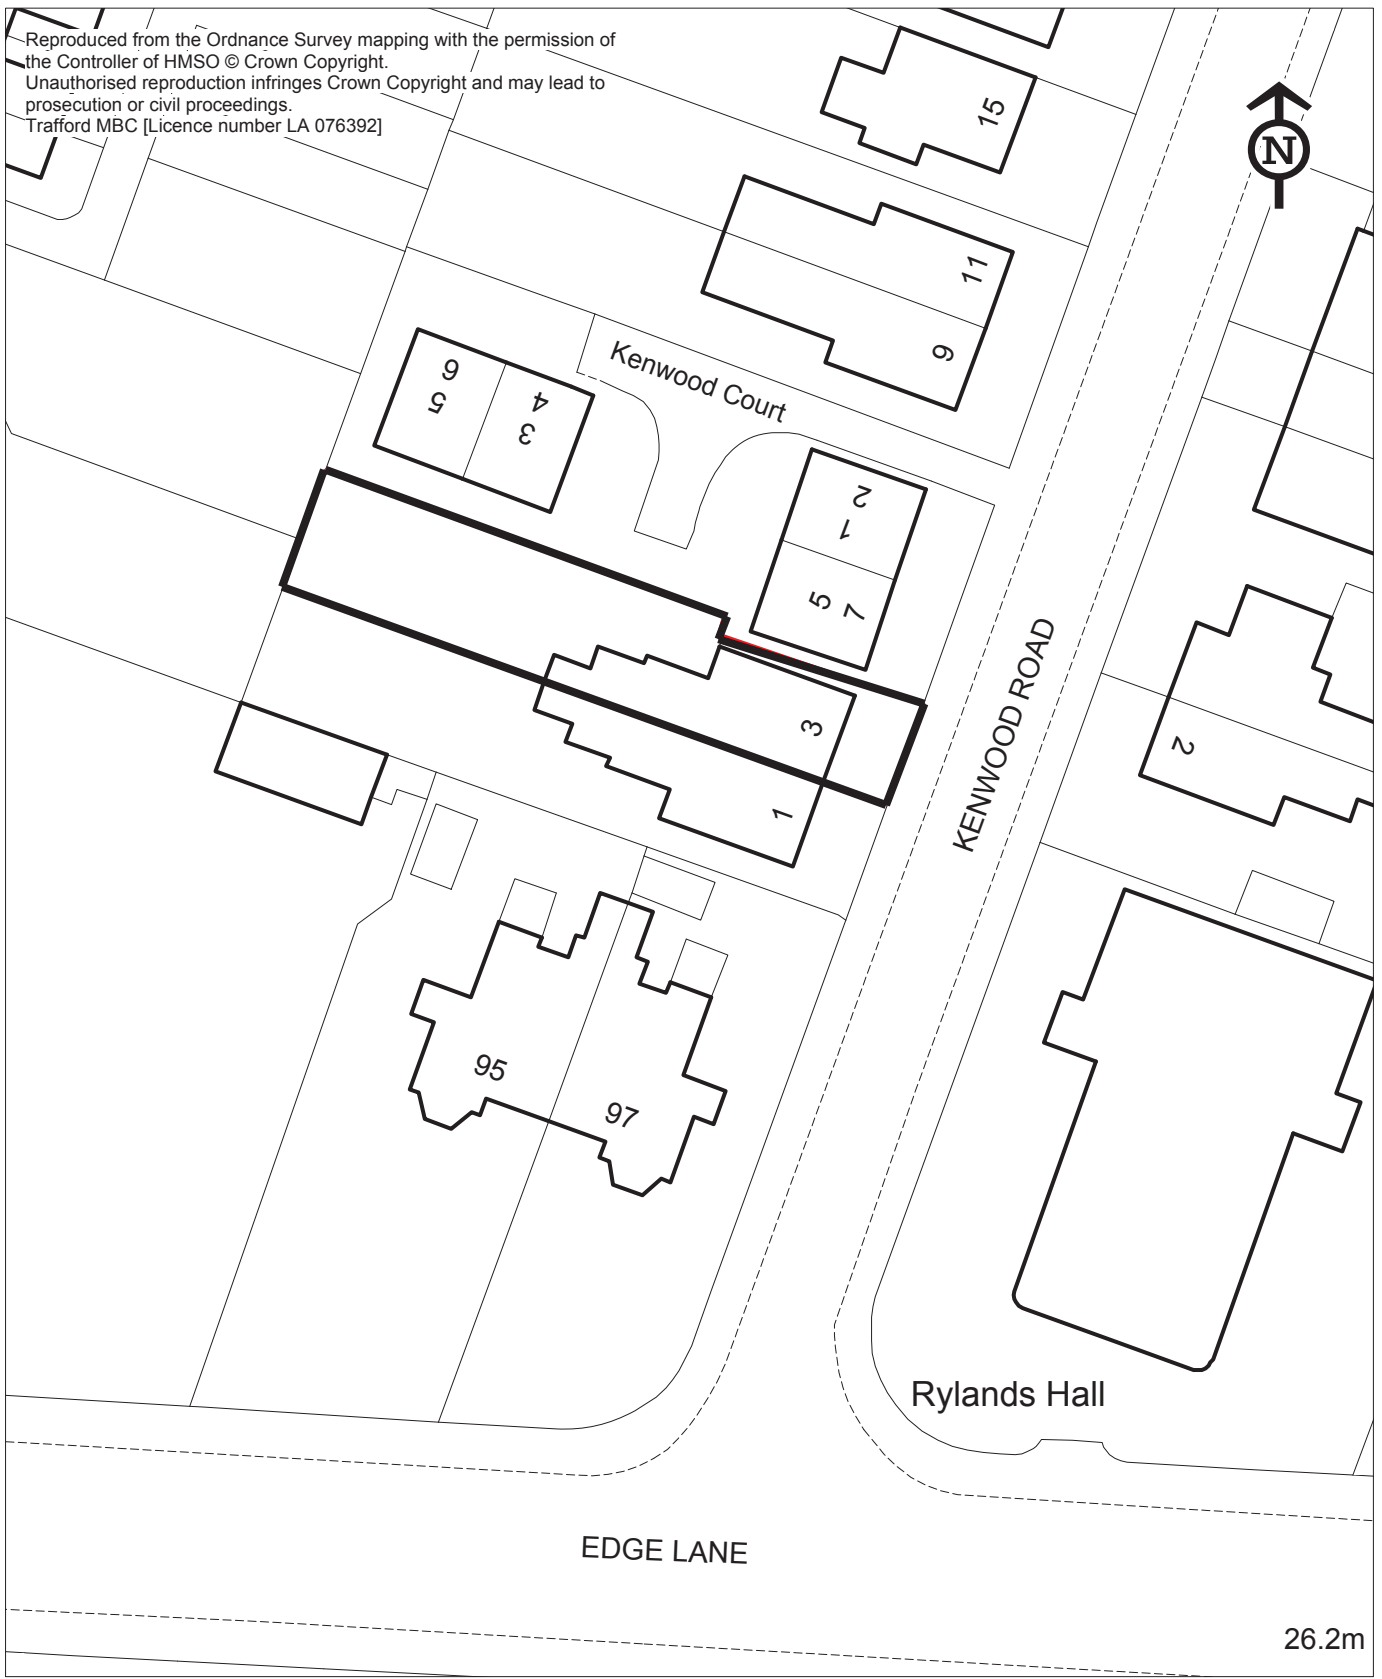 Reproduced from the Ordnance Survey mapping with the permission of
the Controller of HMSO © Crown Copyright.
Unauthorised reproduction infringes Crown Copyright and may lead to
prosecution or civil proceedings.
Trafford MBC [Licence number LA 076392]
15
N
11
9
Kenwood Court
6
5
4
3
2
1
5
7
KENWOOD ROAD
3
2
1
95
97
Rylands Hall
EDGE LANE
26.2m